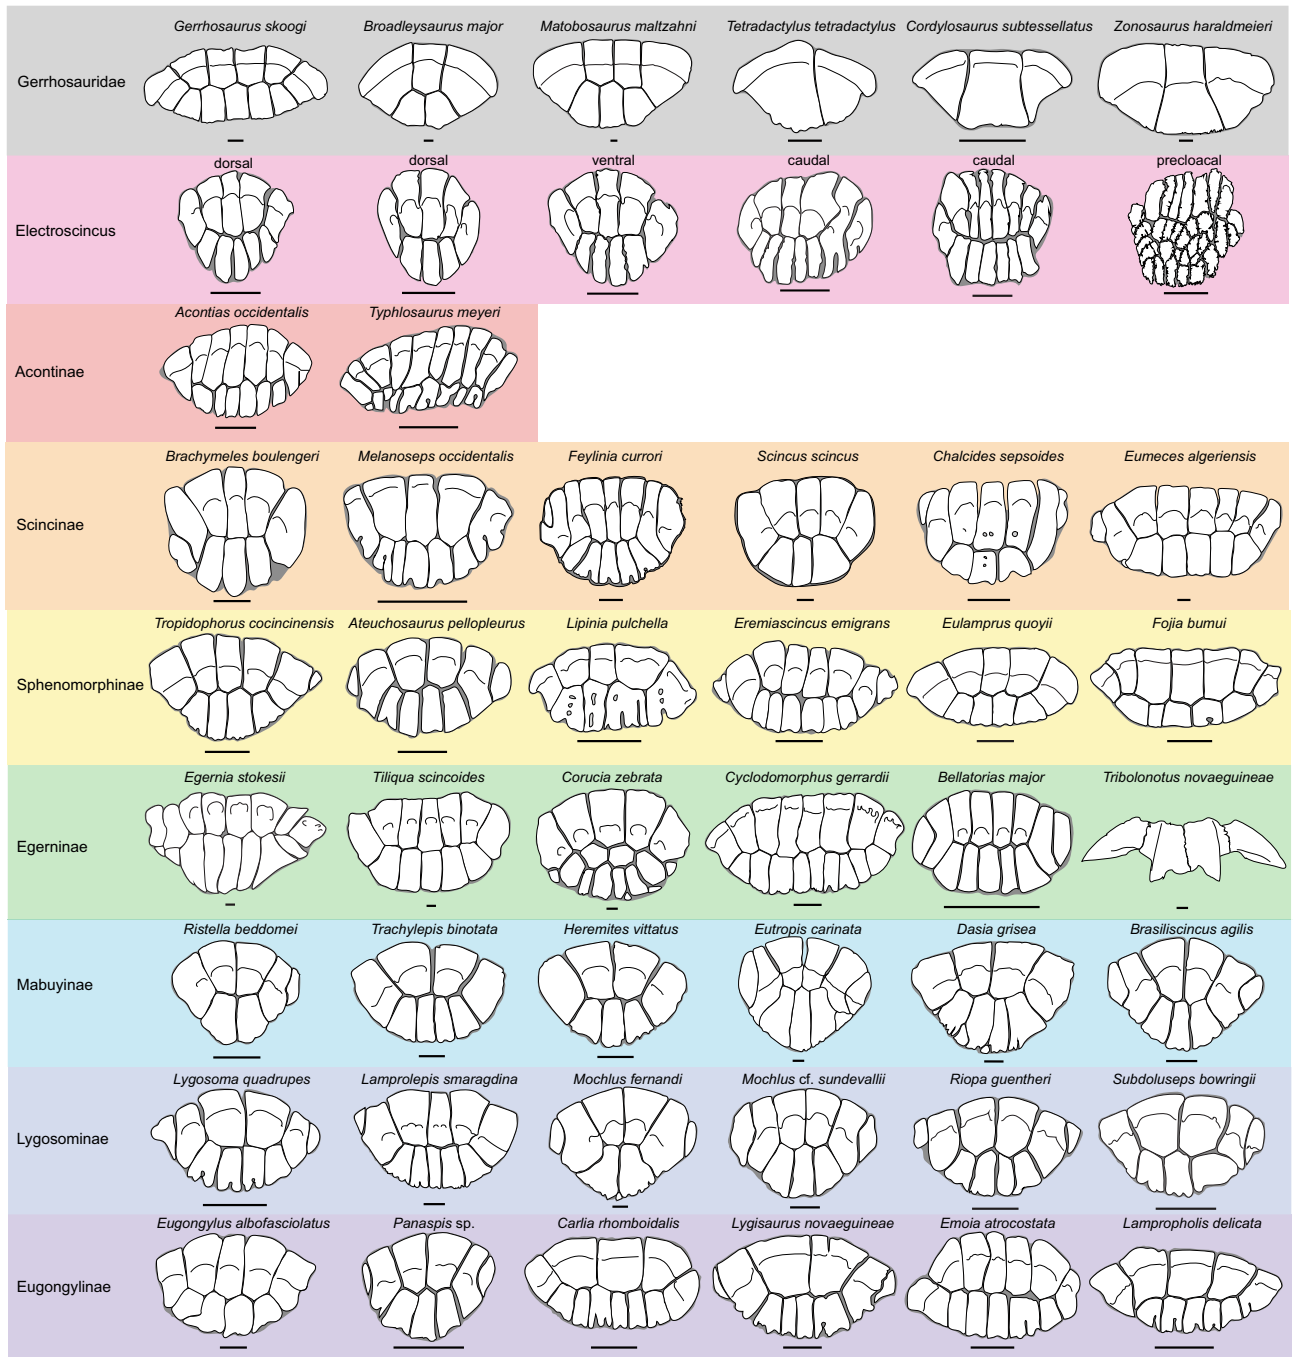 Gerrhosaurus skoogi Broadleysaurus major Matobosaurus maltzahni Tetradactylus tetradactylus Cordylosaurus subtessellatus Zonosaurus haraldmeieri
Gerrhosauridae
dorsal dorsal ventral caudal caudal precloacal
Electroscincus
Acontias occidentalis Typhlosaurus meyeri
Acontinae
Brachymeles boulengeri Melanoseps occidentalis Feylinia currori Scincus scincus Chalcides sepsoides Eumeces algeriensis
Scincinae
Tropidophorus cocincinensis Ateuchosaurus pellopleurus Lipinia pulchella Eremiascincus emigrans Eulamprus quoyii Fojia bumui
Sphenomorphinae
Egernia stokesii Tiliqua scincoides Corucia zebrata Cyclodomorphus gerrardii Bellatorias major Tribolonotus novaeguineae
Egerninae
Ristella beddomei Trachylepis binotata Heremites vittatus Eutropis carinata Dasia grisea Brasiliscincus agilis
Mabuyinae
Lygosoma quadrupes Lamprolepis smaragdina Mochlus fernandi Mochlus cf. sundevallii Riopa guentheri Subdoluseps bowringii
Lygosominae
Eugongylus albofasciolatus Panaspis sp. Carlia rhomboidalis Lygisaurus novaeguineae Emoia atrocostata Lampropholis delicata
Eugongylinae